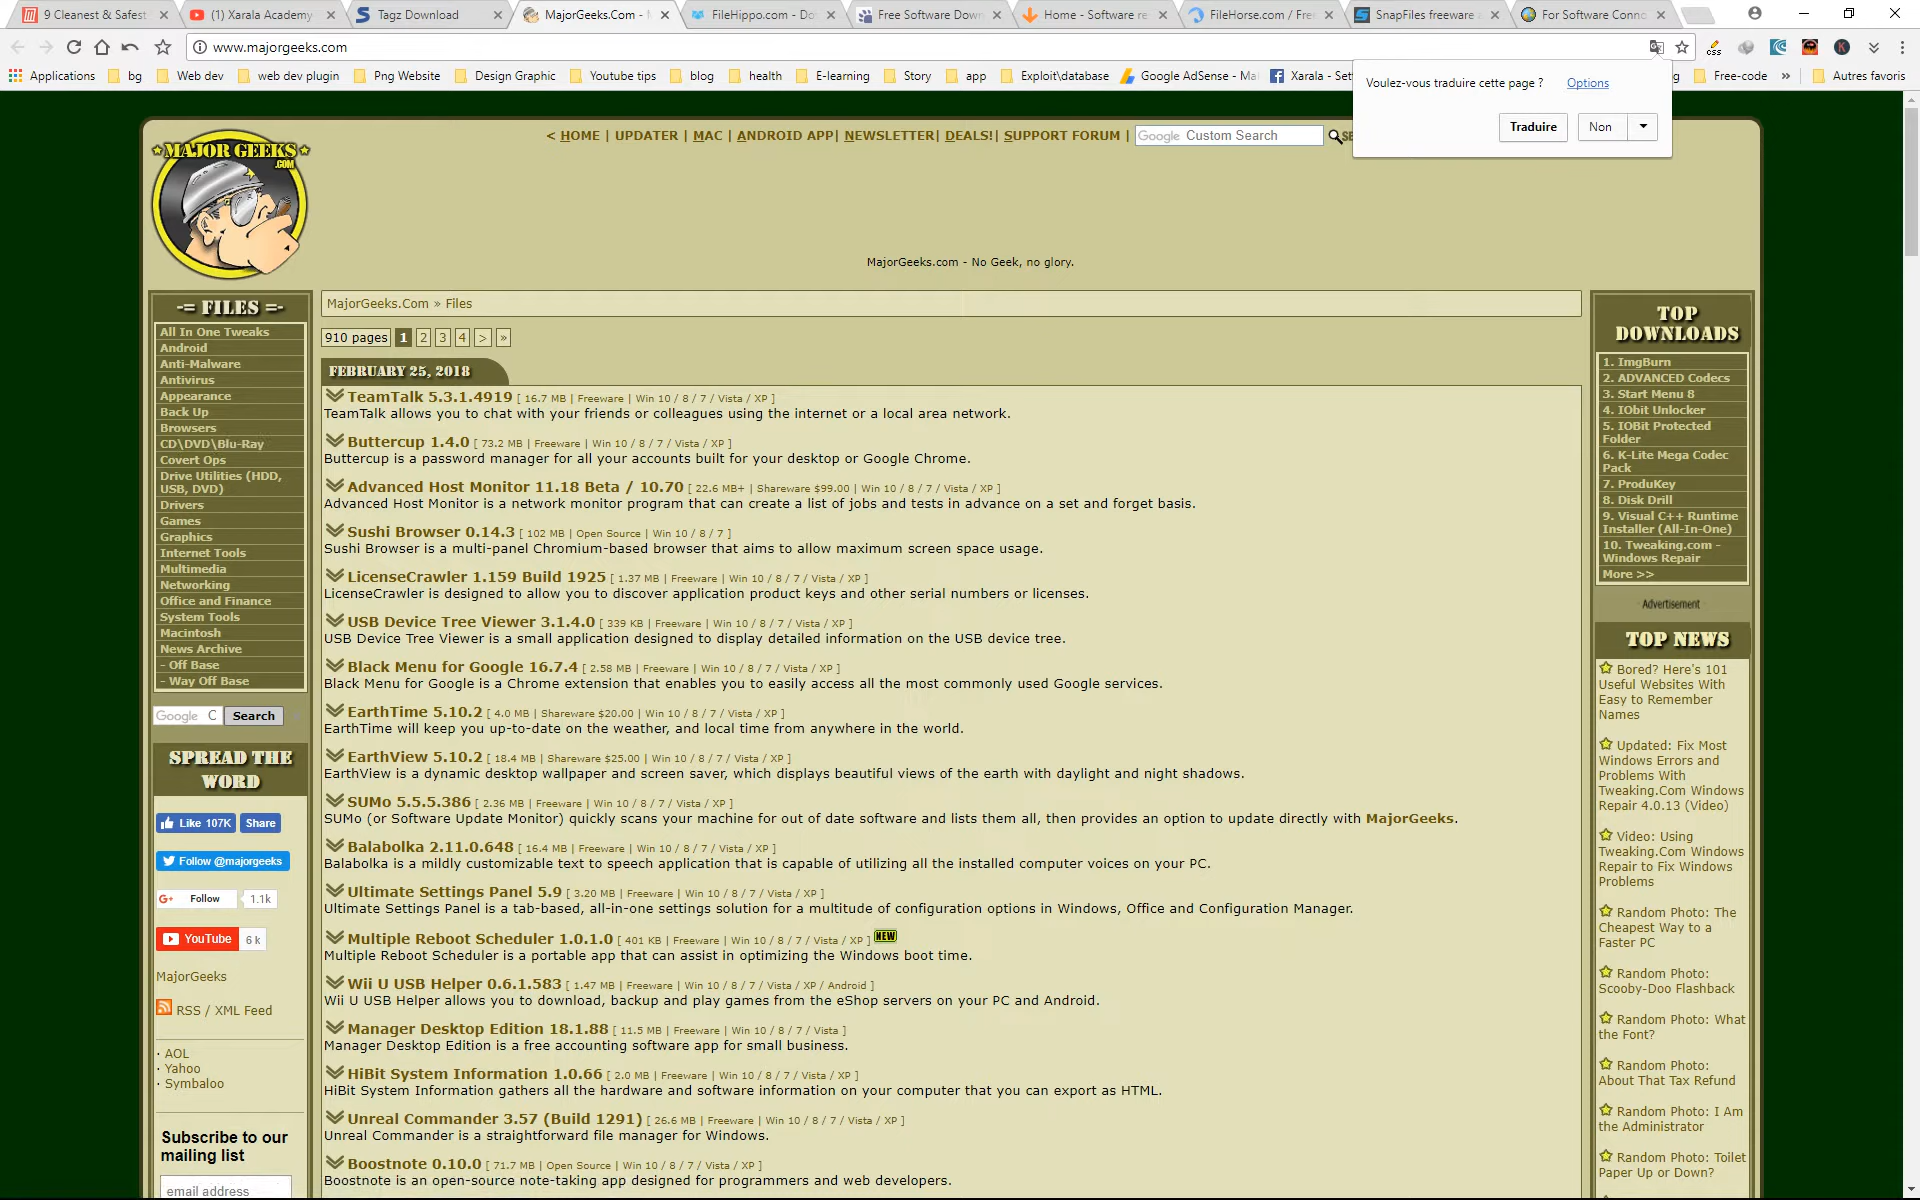 9 Cleanest & Safest
(1) Xarala Academy
Tagz Download
MajorGeeks.Com -
FileHippo.com - Do
Free Software Down
Home - Software re
FileHorse.com / Free
SnapFiles freeware a
For Software Conno
www.majorgeeks.com
Applications
bg
Web dev
web dev plugin
Png Website
Design Graphic
Youtube tips
blog
health
E-learning
Story
app
Exploit\database
Google AdSense - Ma
Xarala - Set
Free-code
Autres favoris
Voulez-vous traduire cette page ? Options
Traduire
Non
MAJOR GEEKS
.COM
< HOME | UPDATER | MAC | ANDROID APP| NEWSLETTER| DEALS!| SUPPORT FORUM |
Google Custom Search
MajorGeeks.com - No Geek, no glory.
-= FILES =-
All In One Tweaks
Android
Anti-Malware
Antivirus
Appearance
Back Up
Browsers
CD\DVD\Blu-Ray
Covert Ops
Drive Utilities (HDD,
USB, DVD)
Drivers
Games
Graphics
Internet Tools
Multimedia
Networking
Office and Finance
System Tools
Macintosh
News Archive
- Off Base
- Way Off Base
Google C
Search
SPREAD THE
WORD
Like 107K
Share
Follow @majorgeeks
G+ Follow 1.1k
YouTube 6 k
MajorGeeks
RSS / XML Feed
· AOL
· Yahoo
· Symbaloo
Subscribe to our
mailing list
email address
MajorGeeks.Com » Files
910 pages 1 2 3 4 > »
FEBRUARY 25, 2018
TeamTalk 5.3.1.4919 [ 16.7 MB | Freeware | Win 10 / 8 / 7 / Vista / XP ]
TeamTalk allows you to chat with your friends or colleagues using the internet or a local area network.
Buttercup 1.4.0 [ 73.2 MB | Freeware | Win 10 / 8 / 7 / Vista / XP ]
Buttercup is a password manager for all your accounts built for your desktop or Google Chrome.
Advanced Host Monitor 11.18 Beta / 10.70 [ 22.6 MB+ | Shareware $99.00 | Win 10 / 8 / 7 / Vista / XP ]
Advanced Host Monitor is a network monitor program that can create a list of jobs and tests in advance on a set and forget basis.
Sushi Browser 0.14.3 [ 102 MB | Open Source | Win 10 / 8 / 7 ]
Sushi Browser is a multi-panel Chromium-based browser that aims to allow maximum screen space usage.
LicenseCrawler 1.159 Build 1925 [ 1.37 MB | Freeware | Win 10 / 8 / 7 / Vista / XP ]
LicenseCrawler is designed to allow you to discover application product keys and other serial numbers or licenses.
USB Device Tree Viewer 3.1.4.0 [ 339 KB | Freeware | Win 10 / 8 / 7 / Vista / XP ]
USB Device Tree Viewer is a small application designed to display detailed information on the USB device tree.
Black Menu for Google 16.7.4 [ 2.58 MB | Freeware | Win 10 / 8 / 7 / Vista / XP ]
Black Menu for Google is a Chrome extension that enables you to easily access all the most commonly used Google services.
EarthTime 5.10.2 [ 4.0 MB | Shareware $20.00 | Win 10 / 8 / 7 / Vista / XP ]
EarthTime will keep you up-to-date on the weather, and local time from anywhere in the world.
EarthView 5.10.2 [ 18.4 MB | Shareware $25.00 | Win 10 / 8 / 7 / Vista / XP ]
EarthView is a dynamic desktop wallpaper and screen saver, which displays beautiful views of the earth with daylight and night shadows.
SUMo 5.5.5.386 [ 2.36 MB | Freeware | Win 10 / 8 / 7 / Vista / XP ]
SUMo (or Software Update Monitor) quickly scans your machine for out of date software and lists them all, then provides an option to update directly with MajorGeeks.
Balabolka 2.11.0.648 [ 16.4 MB | Freeware | Win 10 / 8 / 7 / Vista / XP ]
Balabolka is a mildly customizable text to speech application that is capable of utilizing all the installed computer voices on your PC.
Ultimate Settings Panel 5.9 [ 3.20 MB | Freeware | Win 10 / 8 / 7 / Vista / XP ]
Ultimate Settings Panel is a tab-based, all-in-one settings solution for a multitude of configuration options in Windows, Office and Configuration Manager.
Multiple Reboot Scheduler 1.0.1.0 [ 401 KB | Freeware | Win 10 / 8 / 7 / Vista / XP ] NEW
Multiple Reboot Scheduler is a portable app that can assist in optimizing the Windows boot time.
Wii U USB Helper 0.6.1.583 [ 1.47 MB | Freeware | Win 10 / 8 / 7 / Vista / XP / Android ]
Wii U USB Helper allows you to download, backup and play games from the eShop servers on your PC and Android.
Manager Desktop Edition 18.1.88 [ 11.5 MB | Freeware | Win 10 / 8 / 7 / Vista ]
Manager Desktop Edition is a free accounting software app for small business.
HiBit System Information 1.0.66 [ 2.0 MB | Freeware | Win 10 / 8 / 7 / Vista / XP ]
HiBit System Information gathers all the hardware and software information on your computer that you can export as HTML.
Unreal Commander 3.57 (Build 1291) [ 26.6 MB | Freeware | Win 10 / 8 / 7 / Vista / XP ]
Unreal Commander is a straightforward file manager for Windows.
Boostnote 0.10.0 [ 71.7 MB | Open Source | Win 10 / 8 / 7 / Vista / XP ]
Boostnote is an open-source note-taking app designed for programmers and web developers.
TOP
DOWNLOADS
1. ImgBurn
2. ADVANCED Codecs
3. Start Menu 8
4. IObit Unlocker
5. IOBit Protected
Folder
6. K-Lite Mega Codec
Pack
7. ProduKey
8. Disk Drill
9. Visual C++ Runtime
Installer (All-In-One)
10. Tweaking.com -
Windows Repair
More >>
Advertisement
TOP NEWS
Bored? Here's 101
Useful Websites With
Easy to Remember
Names
Updated: Fix Most
Windows Errors and
Problems With
Tweaking.Com Windows
Repair 4.0.13 (Video)
Video: Using
Tweaking.Com Windows
Repair to Fix Windows
Problems
Random Photo: The
Cheapest Way to a
Faster PC
Random Photo:
Scooby-Doo Flashback
Random Photo: What
the Font?
Random Photo:
About That Tax Refund
Random Photo: I Am
the Administrator
Random Photo: Toilet
Paper Up or Down?